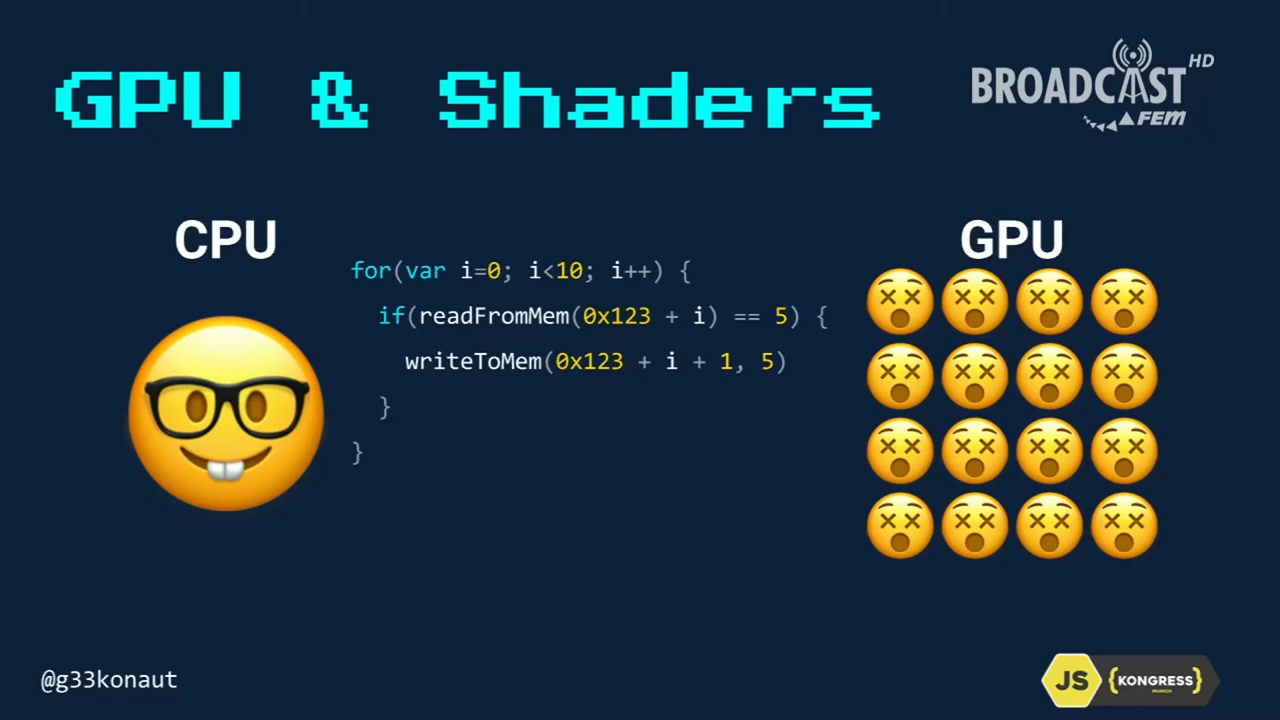 GPU & Shaders
BROADCAST HD
FEM
CPU
for(var i=0; i<10; i++) {
if(readFromMem(0x123 + i) == 5) {
writeToMem(0x123 + i + 1, 5)
}
}
GPU
@g33konaut
JS {KONGRESS}
MUNICH